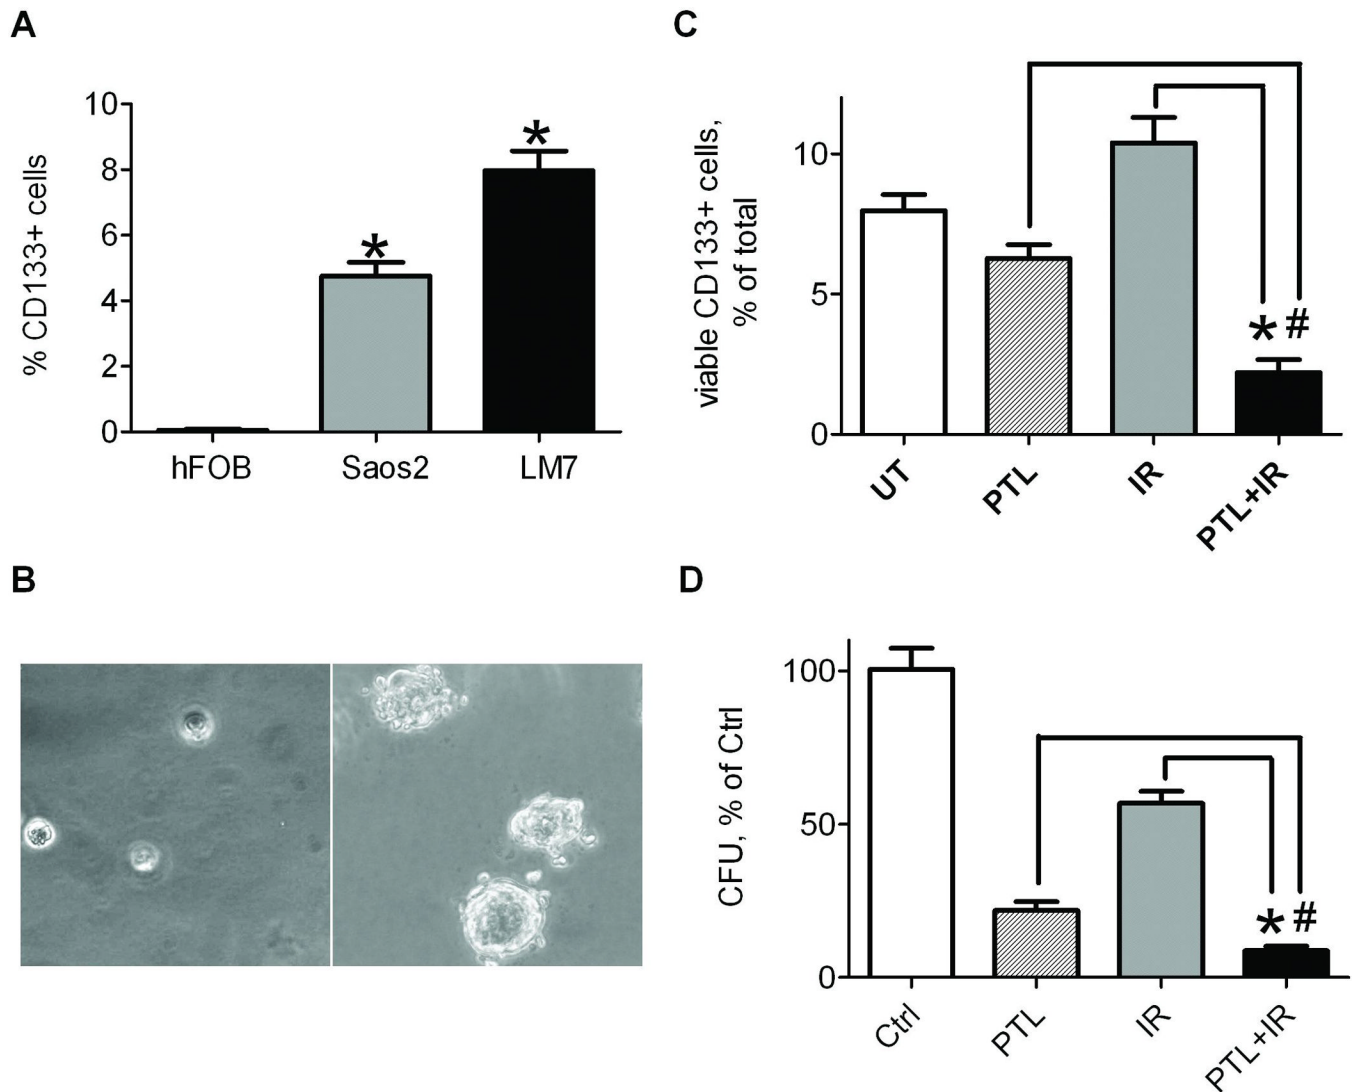 A
% CD133+ cells
10
8
6
4
2
0
*
*
hFOB
Saos2
LM7
B
C
viable CD133+ cells,
% of total
10
5
0
* #
UT
PTL
IR
PTL+IR
D
CFU, % of Ctrl
100
50
0
* #
Ctrl
PTL
IR
PTL+IR